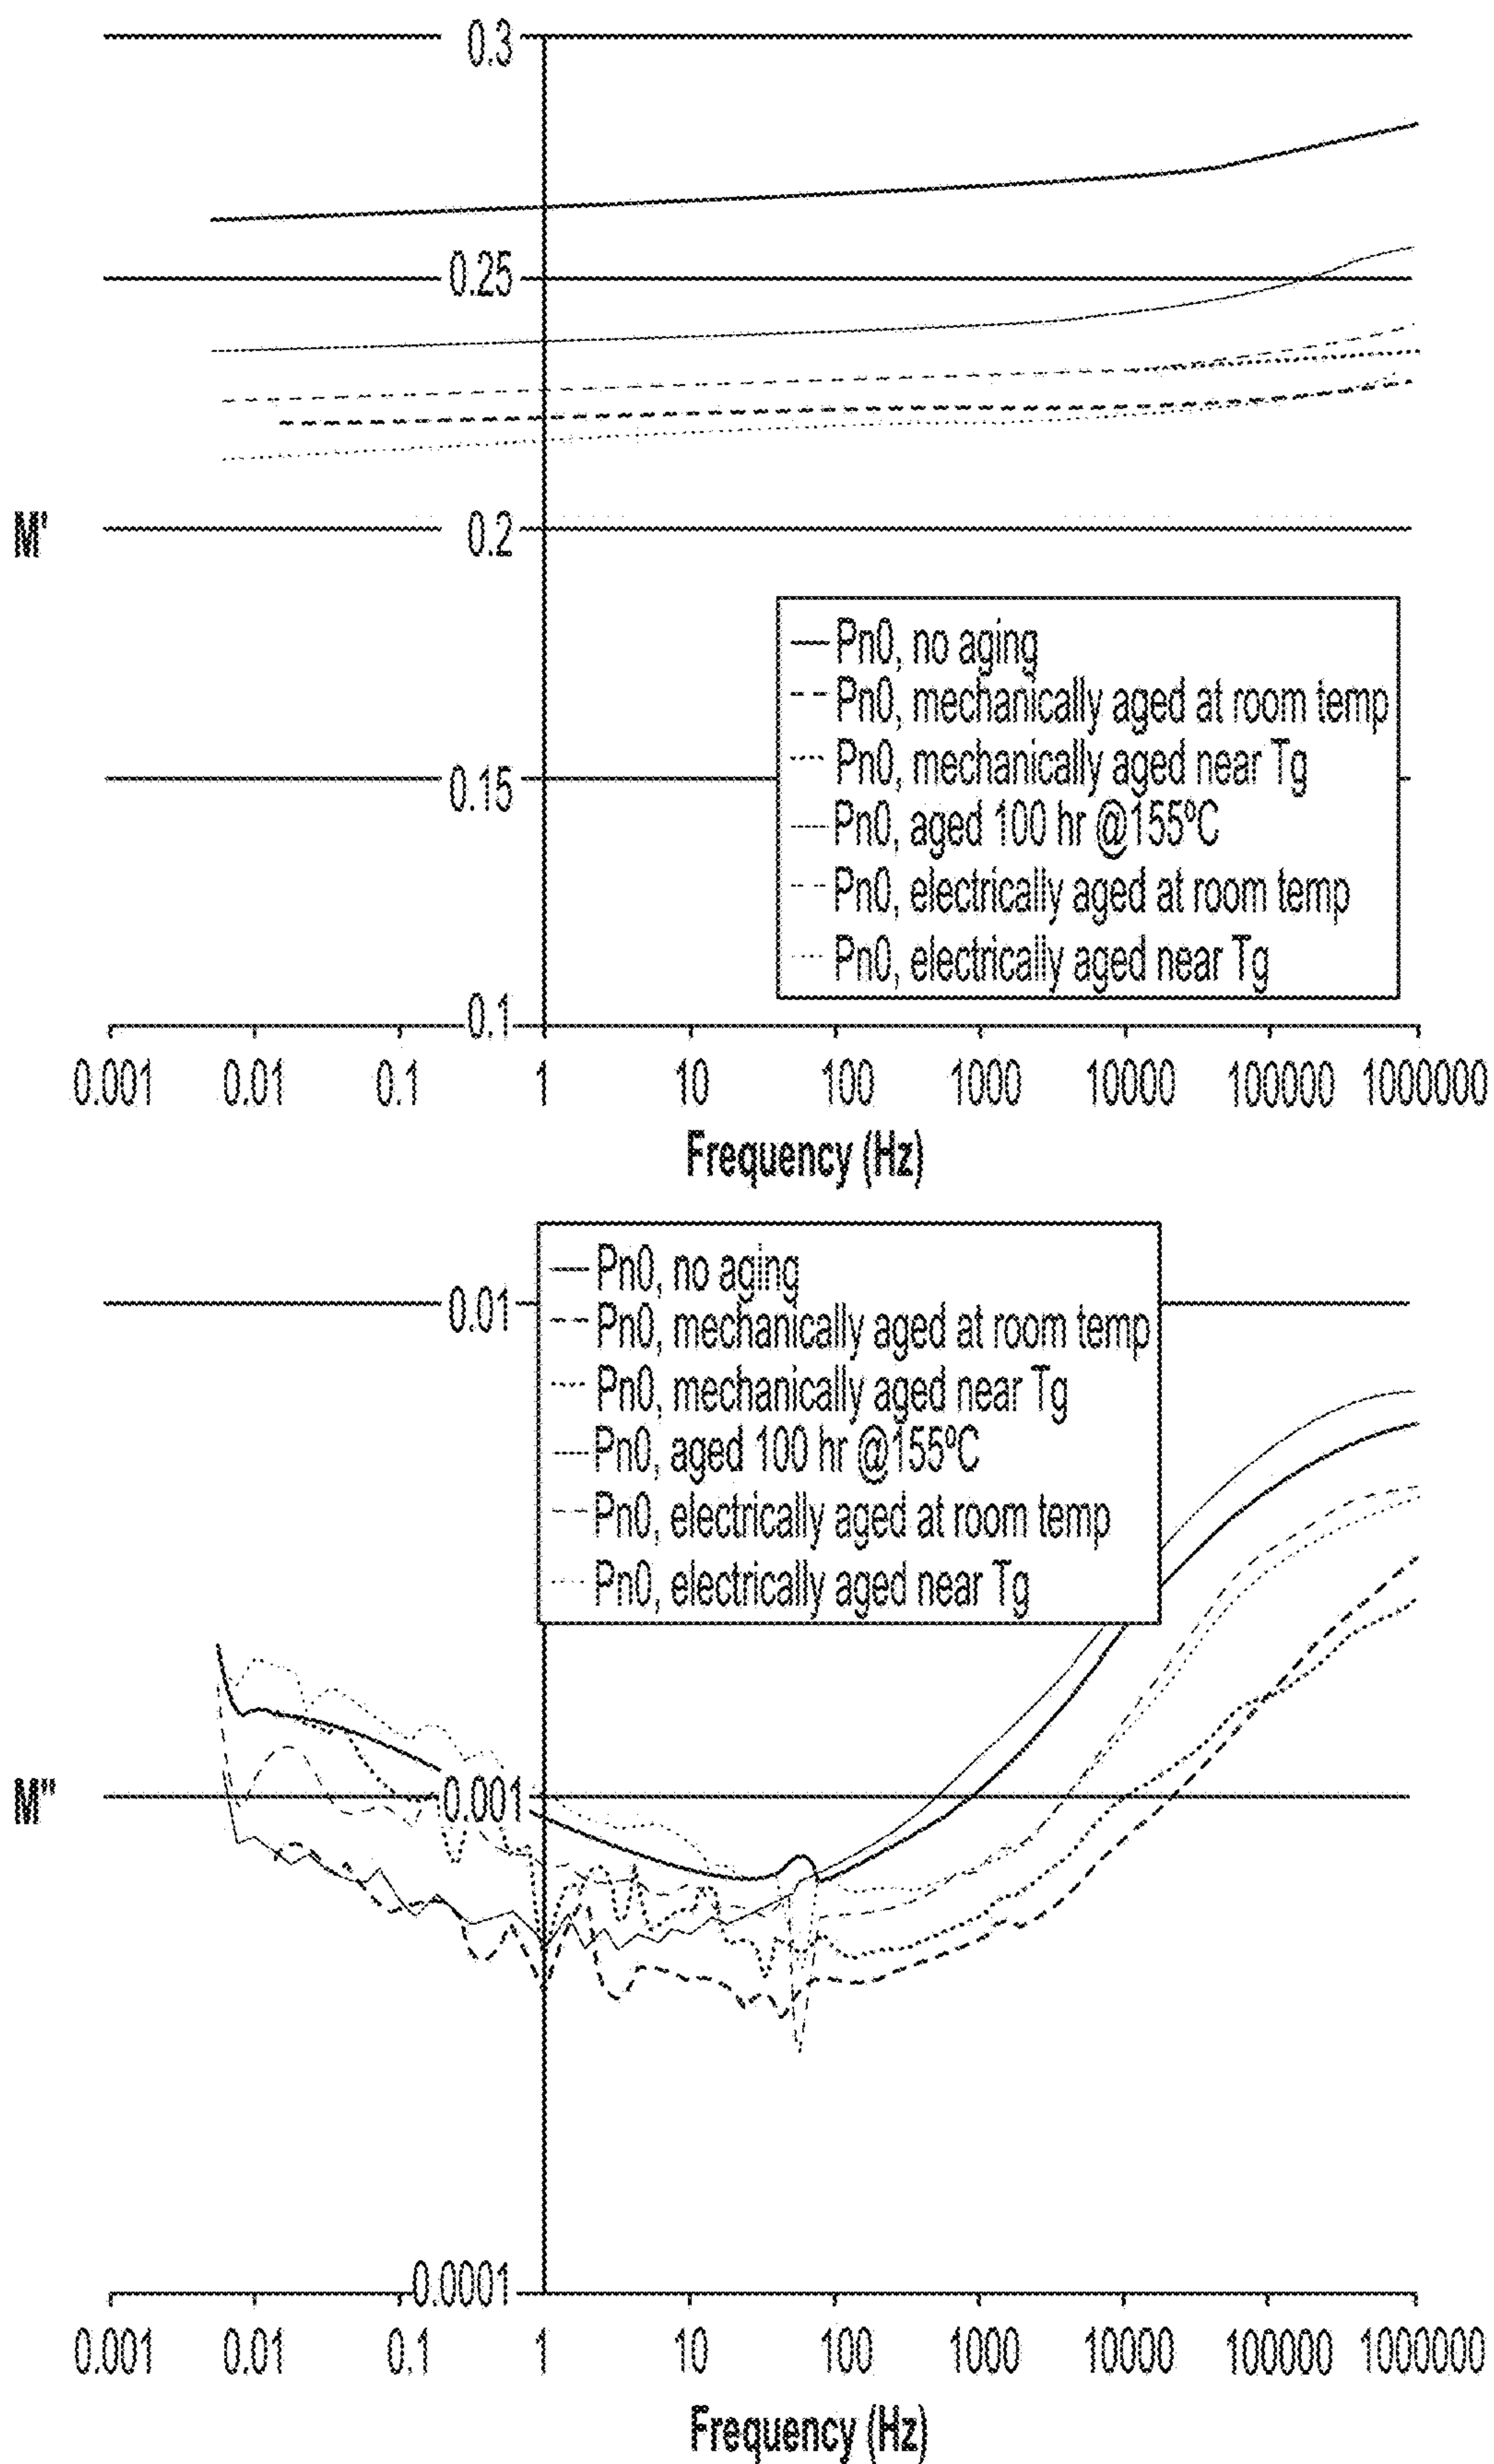 0.3
0.25
M'
0.2
Pn0, no aging
Pn0, mechanically aged at room temp
Pn0, mechanically aged near Tg
Pn0, aged 100 hr @155ºC
Pn0, electrically aged at room temp
Pn0, electrically aged near Tg
0.15
0.1
0.001 0.01 0.1 1 10 100 1000 10000 100000 1000000
Frequency (Hz)
0.01
Pn0, no aging
Pn0, mechanically aged at room temp
Pn0, mechanically aged near Tg
Pn0, aged 100 hr @155ºC
Pn0, electrically aged at room temp
Pn0, electrically aged near Tg
M"
0.001
0.0001
0.001 0.01 0.1 1 10 100 1000 10000 100000 1000000
Frequency (Hz)